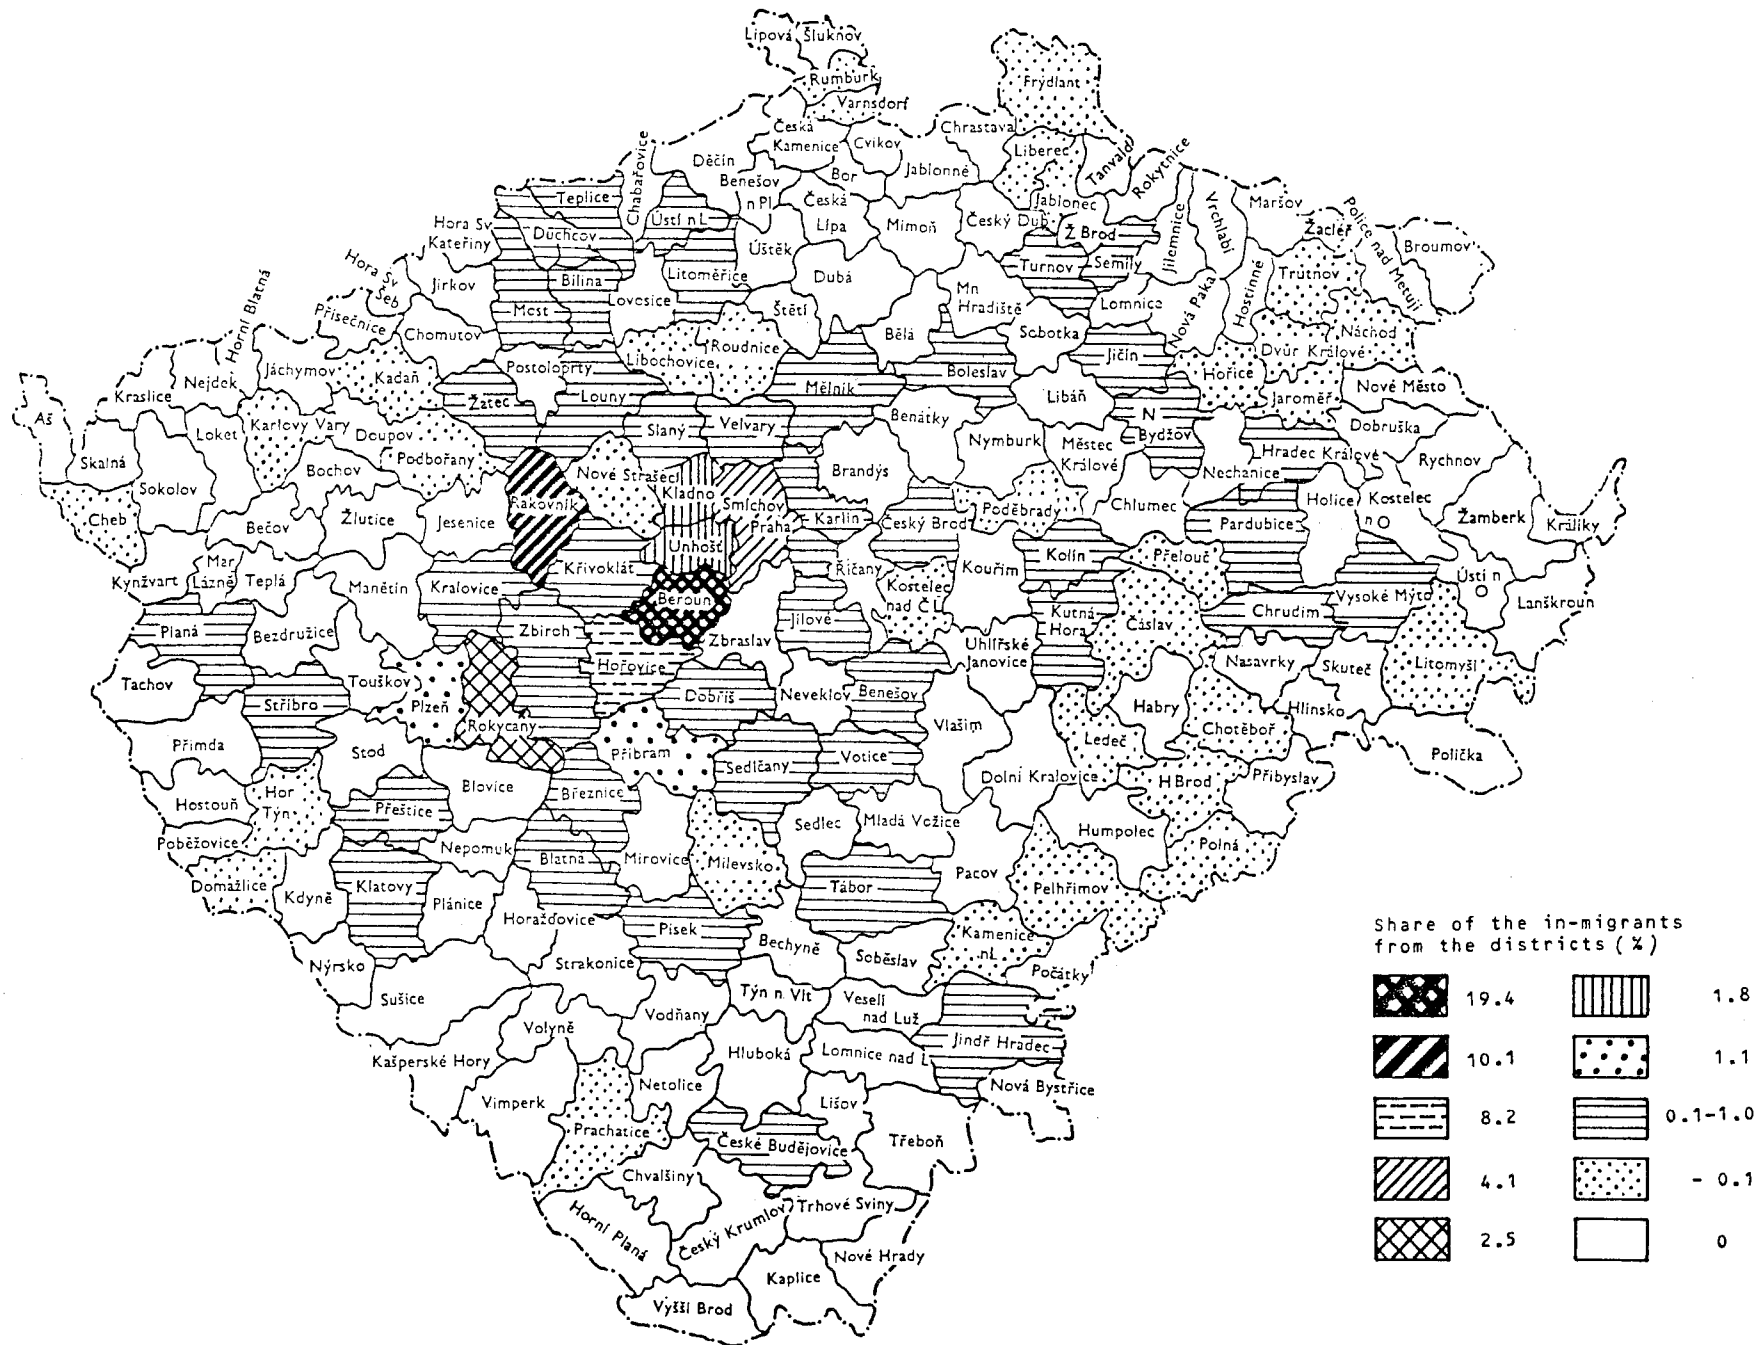 Lipová
Šluknov
Rumburk
Varnsdorf
Frýdlant
Česká
Kamenice
Cvikov
Chrastava
Liberec
Tanvald
Rokytnice
Děčín
Benešov
n Pl
Bor
Jablonné
Jablonec
Chabařovice
Teplice
Ústí n L
Česká
Lípa
Mimoň
Český Dub
Ž Brod
Jilemnice
Vrchlabí
Maršov
Žacléř
Police nad Metují
Broumov
Hora Sv
Kateřiny
Duchcov
Úštěk
Turnov
Semily
Trutnov
Hora Sv
Šeb
Jirkov
Bílina
Litoměřice
Dubá
Mn
Hradiště
Lomnice
Nová Paka
Hostinné
Horní Blatná
Přísečnice
Chomutov
Most
Lovosice
Štětí
Bělá
Sobotka
Náchod
Nejdek
Jáchymov
Kadaň
Postoloprty
Libochovice
Roudnice
Mělník
Boleslav
Jičín
Hořice
Dvůr Králové
Aš
Kraslice
Žatec
Louny
Libáň
Jaroměř
Nové Město
Loket
Karlovy Vary
Doupov
Slaný
Velvary
Benátky
Nymburk
Městec
Králové
N
Bydžov
Hradec Králové
Dobruška
Skalná
Sokolov
Bochov
Podbořany
Nové Strašecí
Kladno
Smíchov
Brandýs
Nechanice
Rychnov
Cheb
Bečov
Žlutice
Jesenice
Rakovník
Praha
Karlín
Český Brod
Poděbrady
Chlumec
Pardubice
Holice
Kostelec
n O
Žamberk
Králíky
Kynžvart
Mar
Lázně
Teplá
Manětín
Kralovice
Křivoklát
Unhošť
Říčany
Kostelec
nad Č L
Kouřim
Kolín
Přelouč
Ústí n
O
Lanškroun
Planá
Bezdružice
Zbiroh
Beroun
Zbraslav
Jílové
Uhlířské
Janovice
Kutná
Hora
Čáslav
Chrudim
Vysoké Mýto
Tachov
Touškov
Plzeň
Hořovice
Dobříš
Neveklov
Benešov
Nasavrky
Skuteč
Litomyšl
Stříbro
Rokycany
Vlašim
Habry
Chotěboř
Hlinsko
Přimda
Stod
Příbram
Sedlčany
Votice
Ledeč
Polička
Hostouň
Hor
Týn
Přeštice
Blovice
Březnice
Dolní Kralovice
H Brod
Přibyslav
Poběžovice
Nepomuk
Blatná
Mirovice
Milevsko
Sedlec
Mladá Vožice
Humpolec
Polná
Domažlice
Kdyně
Klatovy
Plánice
Horažďovice
Tábor
Pacov
Pelhřimov
Písek
Bechyně
Soběslav
Kamenice
nL
Počátky
Nýrsko
Strakonice
Sušice
Týn n. Vlt
Veselí
nad Luž
Kašperské Hory
Volyně
Vodňany
Hluboká
Lomnice nad L
Jindř Hradec
Nová Bystřice
Vimperk
Netolice
Lišov
Prachatice
České Budějovice
Třeboň
Chvalšiny
Horní Planá
Český Krumlov
Trhové Sviny
Nové Hrady
Kaplice
Vyšší Brod
Share of the in-migrants
from the districts (%)
19.4
1.8
10.1
1.1
8.2
0.1-1.0
4.1
- 0.1
2.5
0